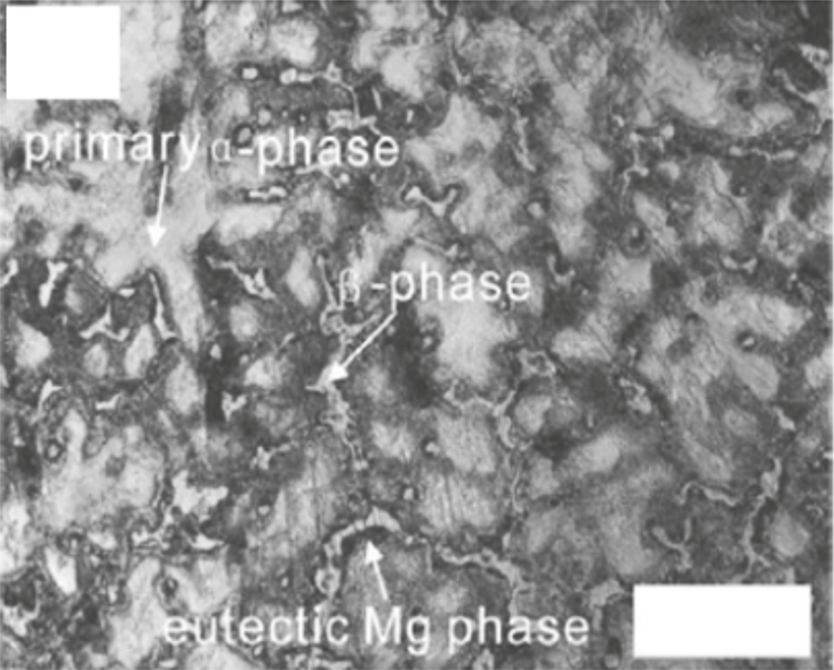 primary α-phase
β-phase
eutectic Mg phase